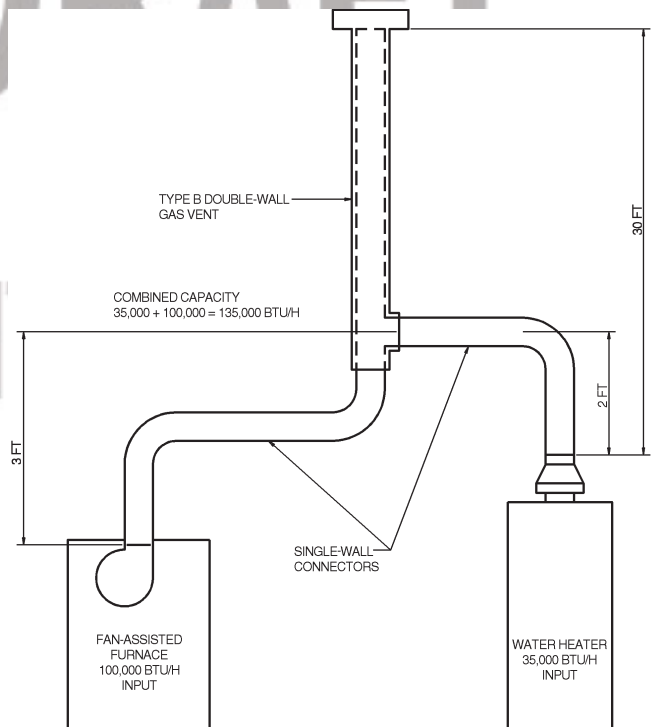 TYPE B DOUBLE-WALL
GAS VENT
30 FT
COMBINED CAPACITY
35,000 + 100,000 = 135,000 BTU/H
2 FT
3 FT
SINGLE-WALL
CONNECTORS
FAN-ASSISTED
FURNACE
100,000 BTU/H
INPUT
WATER HEATER
35,000 BTU/H
INPUT